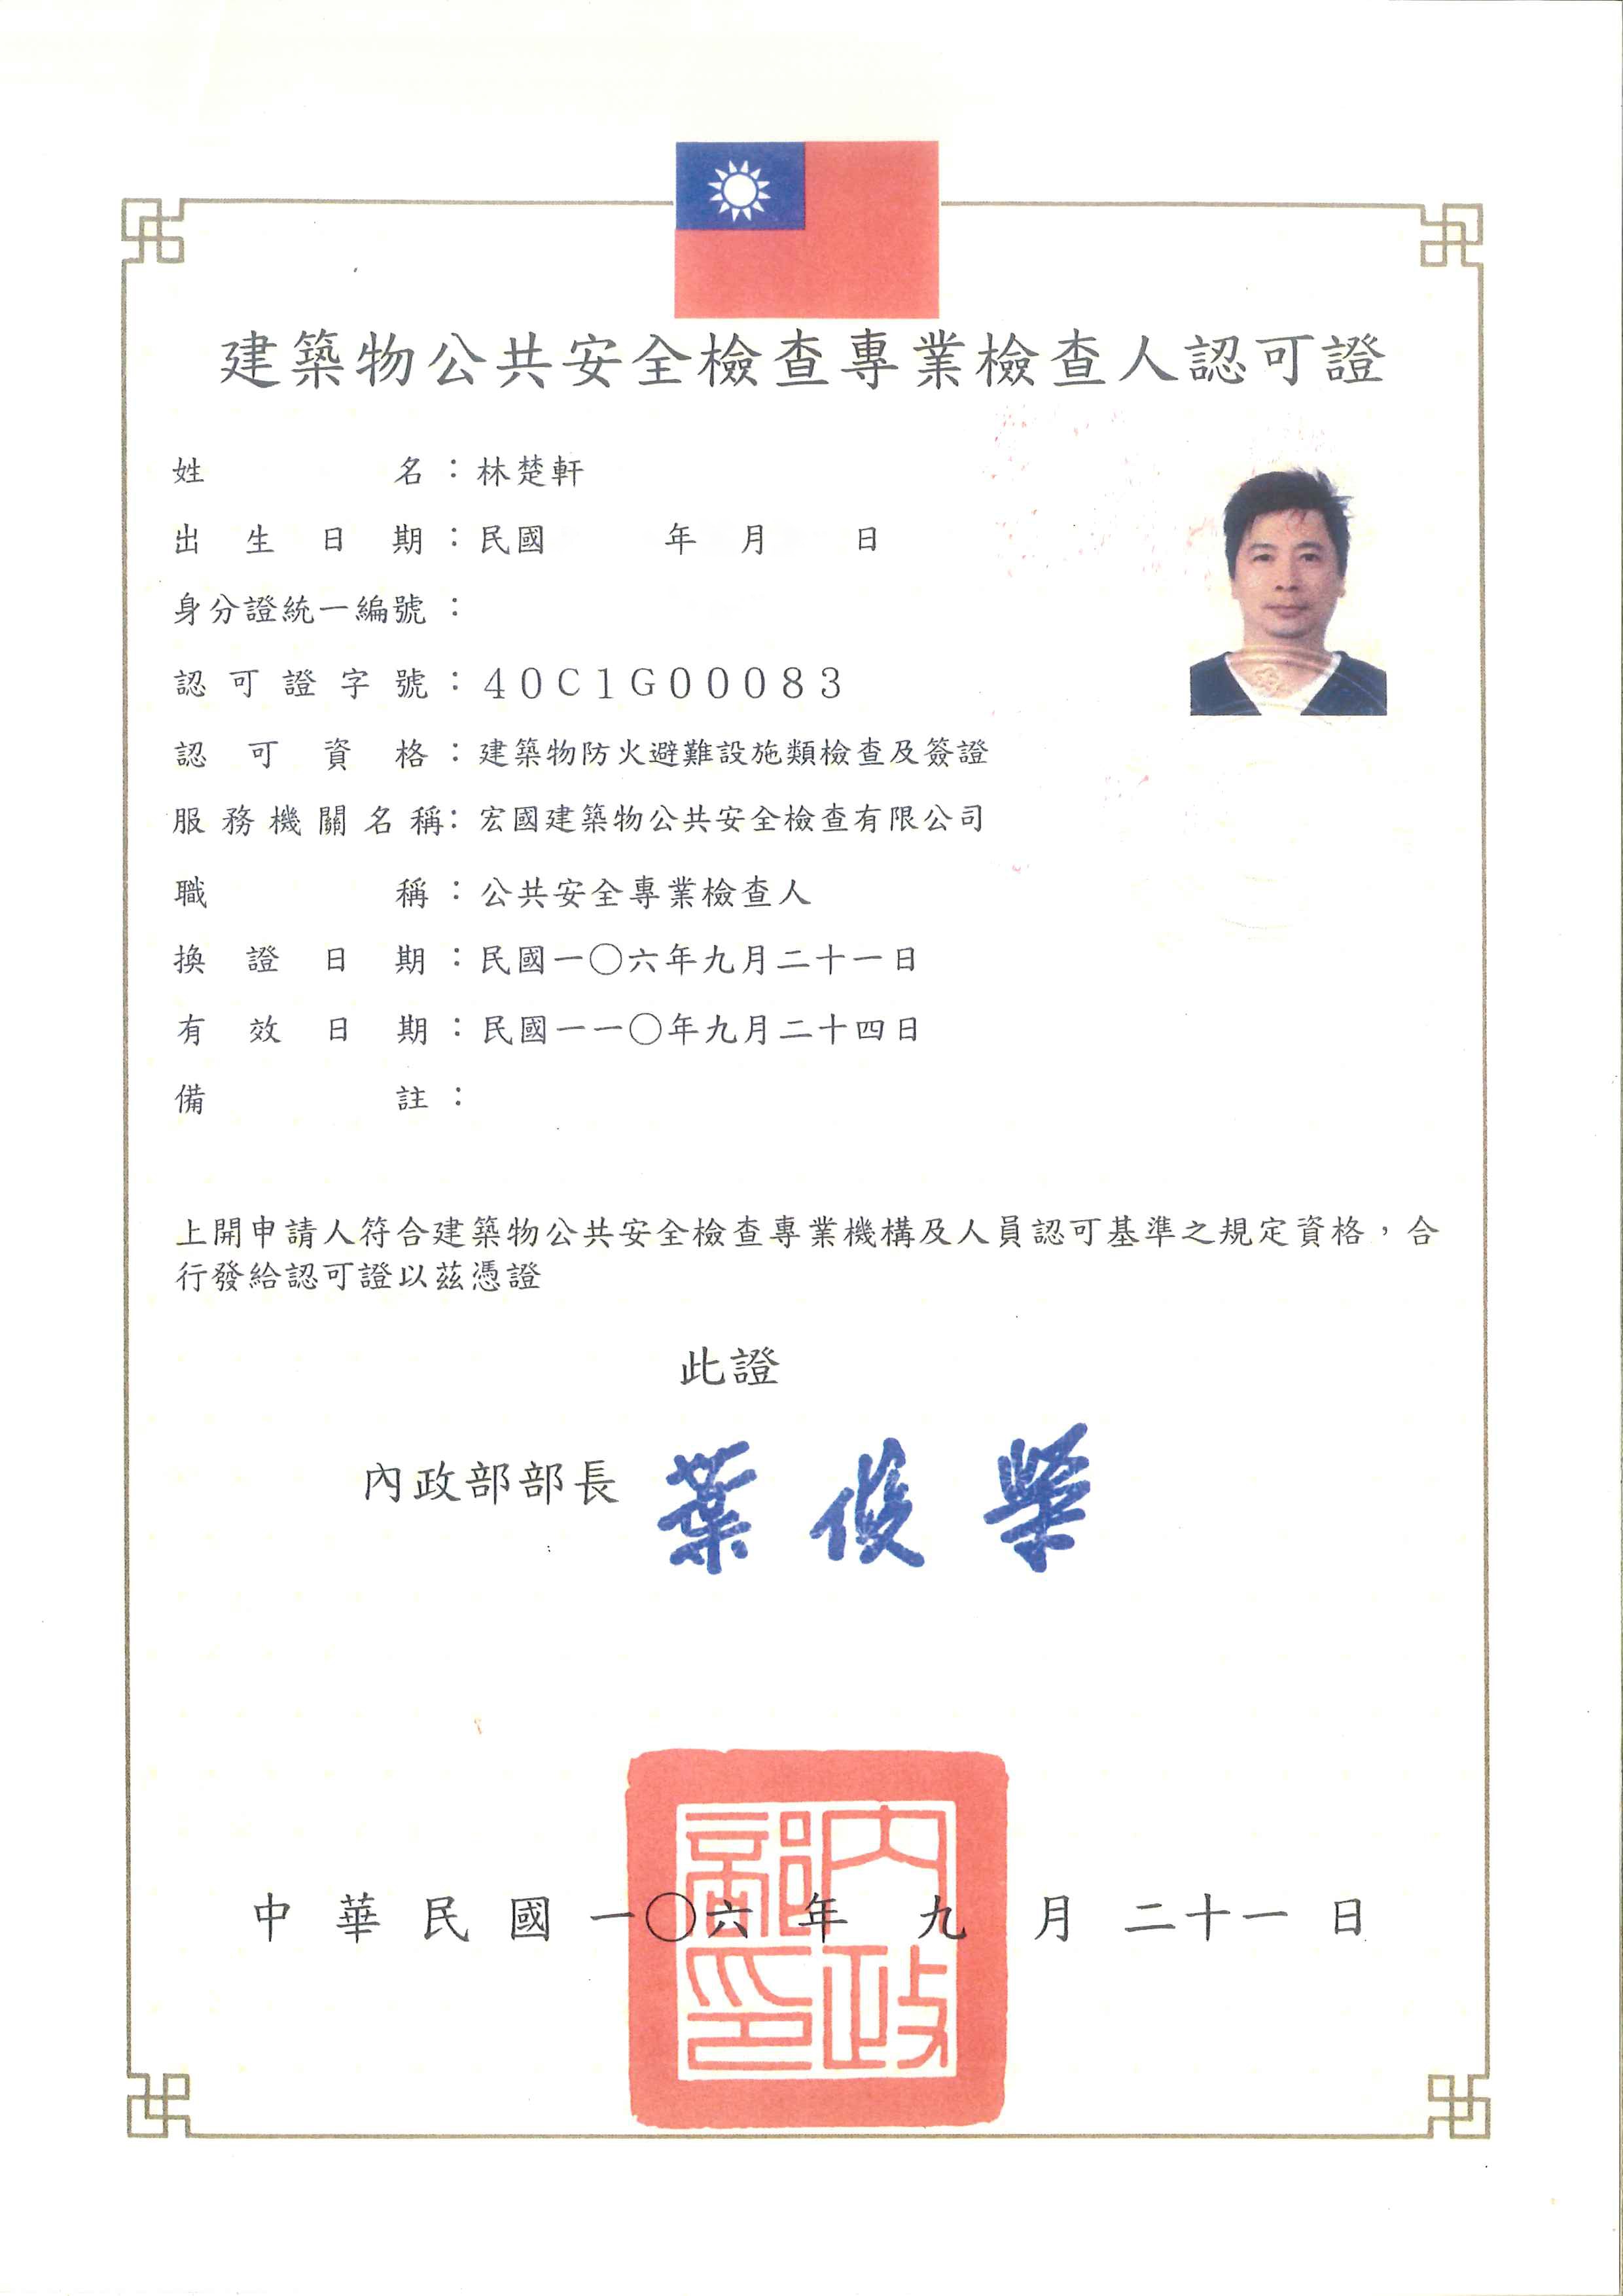 建築物公共安全檢查專業檢查人認可證
姓名：林楚軒
出生日期：民國 年 月 日
身分證統一編號：
認可證字號：40C1G00083
認可資格：建築物防火避難設施類檢查及簽證
服務機關名稱：宏國建築物公共安全檢查有限公司
職稱：公共安全專業檢查人
換證日期：民國一〇六年九月二十一日
有效日期：民國一一〇年九月二十四日
備註：
上開申請人符合建築物公共安全檢查專業機構及人員認可基準之規定資格，合
行發給認可證以茲憑證
此證
內政部部長 葉俊榮
內政部印
中華民國一〇六年九月二十一日